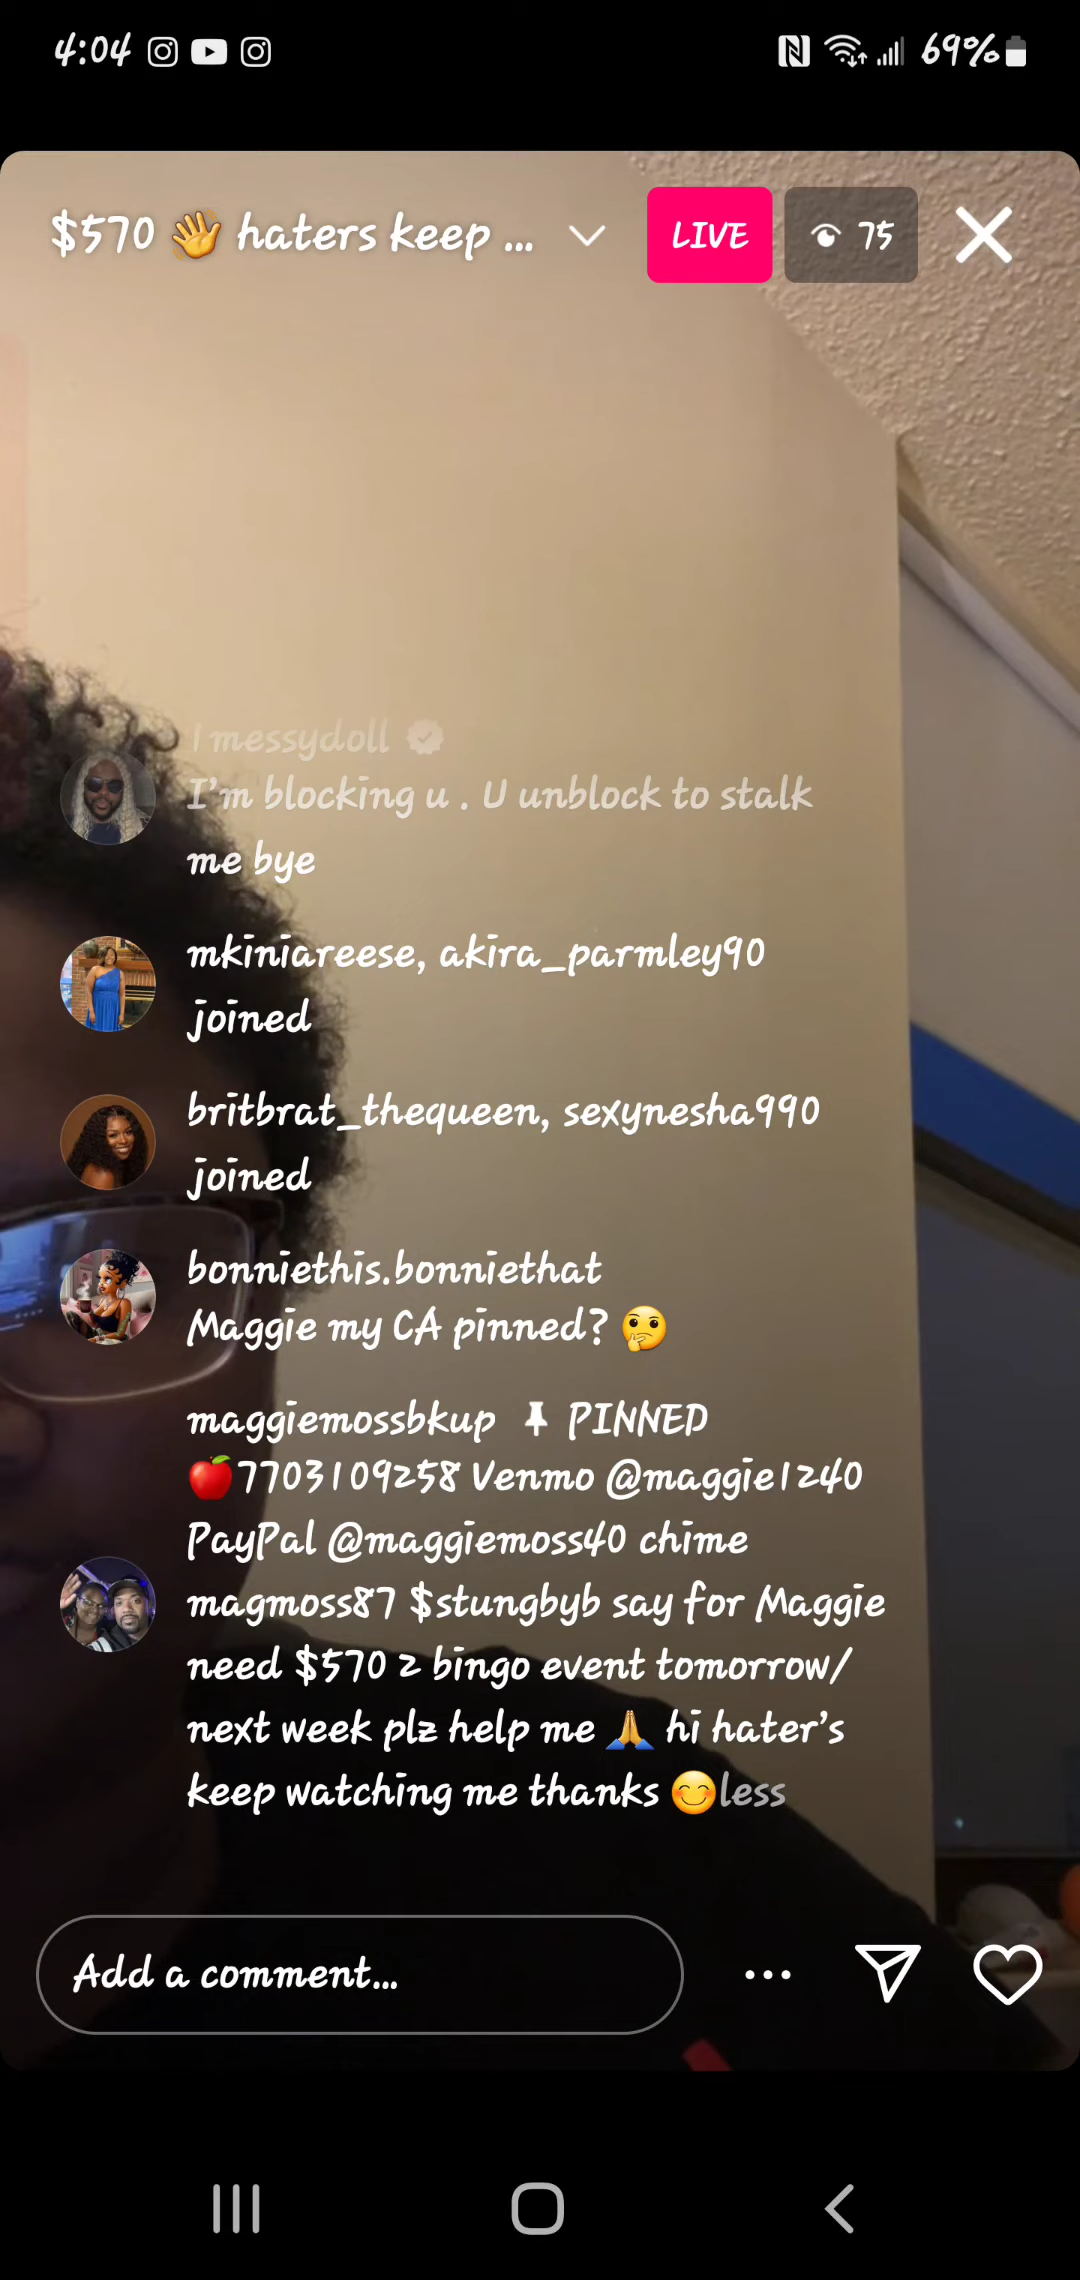 4:04 69%
$570 👋 haters keep ... LIVE 75
1messydoll
I'm blocking u . U unblock to stalk
me bye
mkiniareese, akira_parmley90
joined
britbrat_thequeen, sexynesha990
joined
bonniethis.bonniethat
Maggie my CA pinned? 🤔
maggiemossbkup PINNED
🍎7703109258 Venmo @maggie1240
PayPal @maggiemoss40 chime
magmoss87 $stungbyb say for Maggie
need $570 2 bingo event tomorrow/
next week plz help me 🙏 hi hater's
keep watching me thanks 😊less
Add a comment...